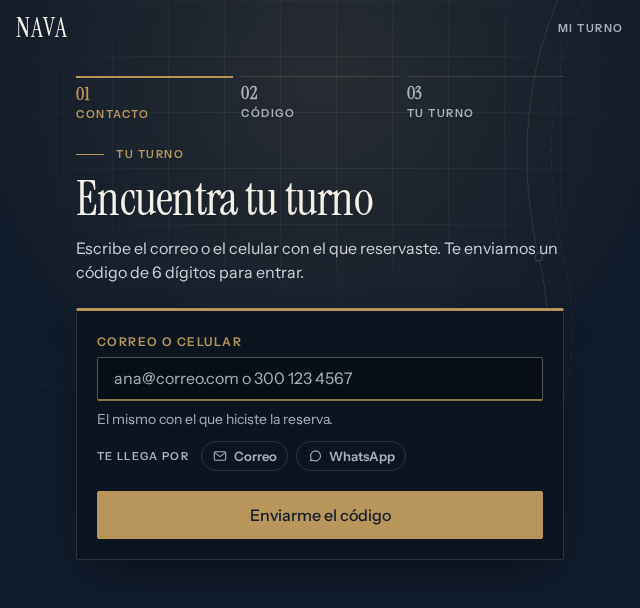 NAVA
MI TURNO
01
CONTACTO
02
CÓDIGO
03
TU TURNO
TU TURNO
Encuentra tu turno
Escribe el correo o el celular con el que reservaste. Te enviamos un
código de 6 dígitos para entrar.
CORREO O CELULAR
ana@correo.com o 300 123 4567
El mismo con el que hiciste la reserva.
TE LLEGA POR
Correo
WhatsApp
Enviarme el código